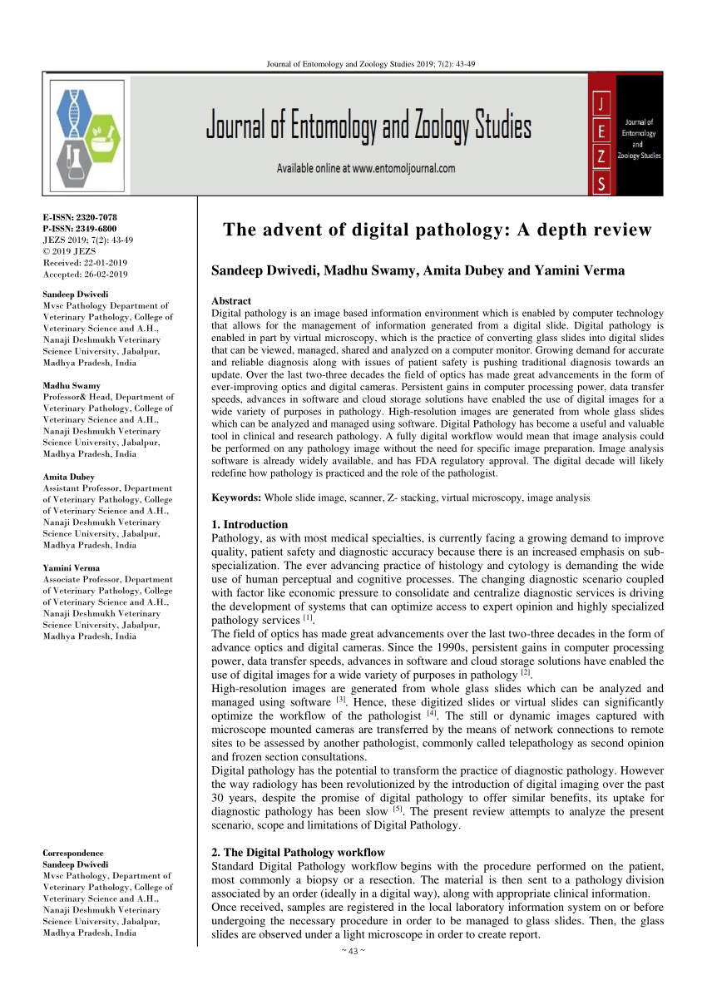 Journal of Entomology and Zoology Studies 2019; 7(2): 43-49
Journal of Entomology and Zoology Studies
Available online at www.entomoljournal.com
J
E
Z
S
Journal of
Entomology
and
Zoology Studies
E-ISSN: 2320-7078
P-ISSN: 2349-6800
JEZS 2019; 7(2): 43-49
© 2019 JEZS
Received: 22-01-2019
Accepted: 26-02-2019
Sandeep Dwivedi
Mvsc Pathology Department of
Veterinary Pathology, College of
Veterinary Science and A.H.,
Nanaji Deshmukh Veterinary
Science University, Jabalpur,
Madhya Pradesh, India
Madhu Swamy
Professor& Head, Department of
Veterinary Pathology, College of
Veterinary Science and A.H.,
Nanaji Deshmukh Veterinary
Science University, Jabalpur,
Madhya Pradesh, India
Amita Dubey
Assistant Professor, Department
of Veterinary Pathology, College
of Veterinary Science and A.H.,
Nanaji Deshmukh Veterinary
Science University, Jabalpur,
Madhya Pradesh, India
Yamini Verma
Associate Professor, Department
of Veterinary Pathology, College
of Veterinary Science and A.H.,
Nanaji Deshmukh Veterinary
Science University, Jabalpur,
Madhya Pradesh, India
Correspondence
Sandeep Dwivedi
Mvsc Pathology, Department of
Veterinary Pathology, College of
Veterinary Science and A.H.,
Nanaji Deshmukh Veterinary
Science University, Jabalpur,
Madhya Pradesh, India
The advent of digital pathology: A depth review
Sandeep Dwivedi, Madhu Swamy, Amita Dubey and Yamini Verma
Abstract
Digital pathology is an image based information environment which is enabled by computer technology
that allows for the management of information generated from a digital slide. Digital pathology is
enabled in part by virtual microscopy, which is the practice of converting glass slides into digital slides
that can be viewed, managed, shared and analyzed on a computer monitor. Growing demand for accurate
and reliable diagnosis along with issues of patient safety is pushing traditional diagnosis towards an
update. Over the last two-three decades the field of optics has made great advancements in the form of
ever-improving optics and digital cameras. Persistent gains in computer processing power, data transfer
speeds, advances in software and cloud storage solutions have enabled the use of digital images for a
wide variety of purposes in pathology. High-resolution images are generated from whole glass slides
which can be analyzed and managed using software. Digital Pathology has become a useful and valuable
tool in clinical and research pathology. A fully digital workflow would mean that image analysis could
be performed on any pathology image without the need for specific image preparation. Image analysis
software is already widely available, and has FDA regulatory approval. The digital decade will likely
redefine how pathology is practiced and the role of the pathologist.
Keywords: Whole slide image, scanner, Z- stacking, virtual microscopy, image analysis
1. Introduction
Pathology, as with most medical specialties, is currently facing a growing demand to improve
quality, patient safety and diagnostic accuracy because there is an increased emphasis on sub-
specialization. The ever advancing practice of histology and cytology is demanding the wide
use of human perceptual and cognitive processes. The changing diagnostic scenario coupled
with factor like economic pressure to consolidate and centralize diagnostic services is driving
the development of systems that can optimize access to expert opinion and highly specialized
pathology services [1].
The field of optics has made great advancements over the last two-three decades in the form of
advance optics and digital cameras. Since the 1990s, persistent gains in computer processing
power, data transfer speeds, advances in software and cloud storage solutions have enabled the
use of digital images for a wide variety of purposes in pathology [2].
High-resolution images are generated from whole glass slides which can be analyzed and
managed using software [3]. Hence, these digitized slides or virtual slides can significantly
optimize the workflow of the pathologist [4]. The still or dynamic images captured with
microscope mounted cameras are transferred by the means of network connections to remote
sites to be assessed by another pathologist, commonly called telepathology as second opinion
and frozen section consultations.
Digital pathology has the potential to transform the practice of diagnostic pathology. However
the way radiology has been revolutionized by the introduction of digital imaging over the past
30 years, despite the promise of digital pathology to offer similar benefits, its uptake for
diagnostic pathology has been slow [5]. The present review attempts to analyze the present
scenario, scope and limitations of Digital Pathology.
2. The Digital Pathology workflow
Standard Digital Pathology workflow begins with the procedure performed on the patient,
most commonly a biopsy or a resection. The material is then sent to a pathology division
associated by an order (ideally in a digital way), along with appropriate clinical information.
Once received, samples are registered in the local laboratory information system on or before
undergoing the necessary procedure in order to be managed to glass slides. Then, the glass
slides are observed under a light microscope in order to create report.
~ 43 ~